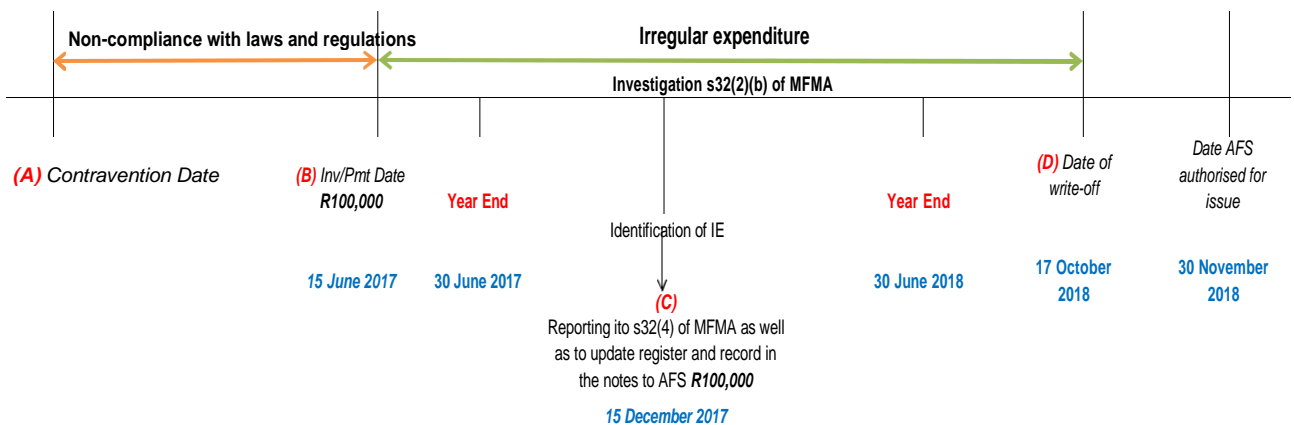 Non-compliance with laws and regulations
Irregular expenditure
Investigation s32(2)(b) of MFMA
(A) Contravention Date
(B) Inv/Pmt Date
R100,000
Year End
Identification of IE
Year End
(D) Date of
write-off
Date AFS
authorised for
issue
15 June 2017
30 June 2017
30 June 2018
17 October
2018
30 November
2018
(C)
Reporting ito s32(4) of MFMA as well
as to update register and record in
the notes to AFS R100,000
15 December 2017